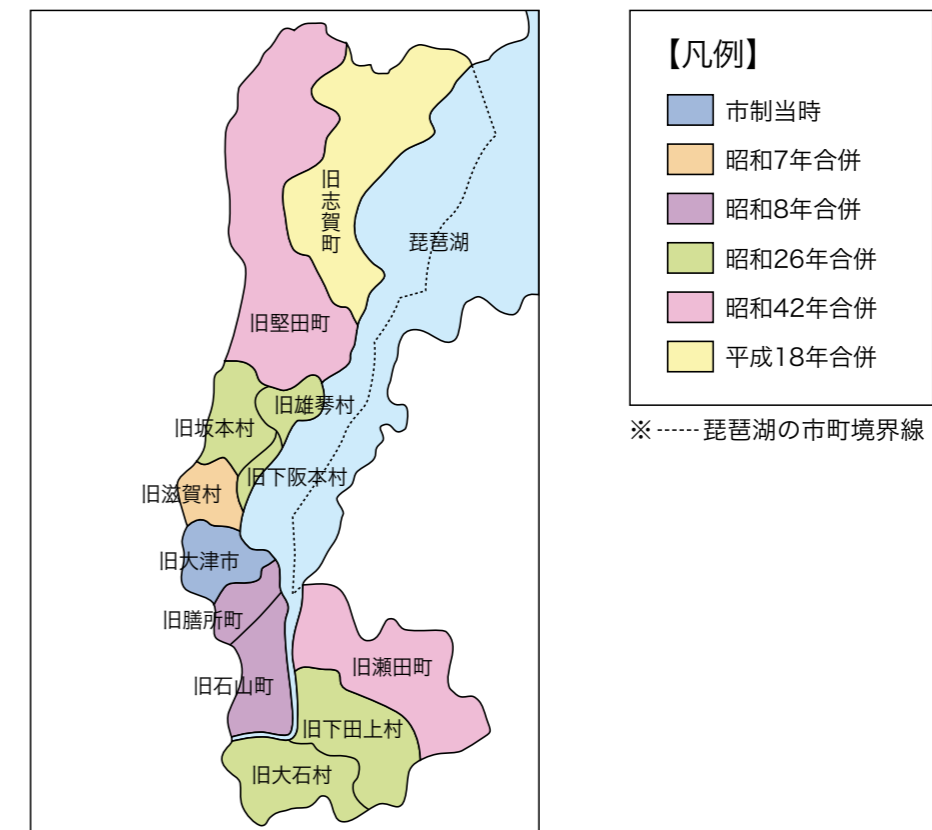 旧志賀町
琵琶湖
旧堅田町
旧雄琴村
旧坂本村
旧下阪本村
旧滋賀村
旧大津市
旧膳所町
旧瀬田町
旧石山町
旧下田上村
旧大石村
【凡例】
市制当時
昭和7年合併
昭和8年合併
昭和26年合併
昭和42年合併
平成18年合併
※------琵琶湖の市町境界線